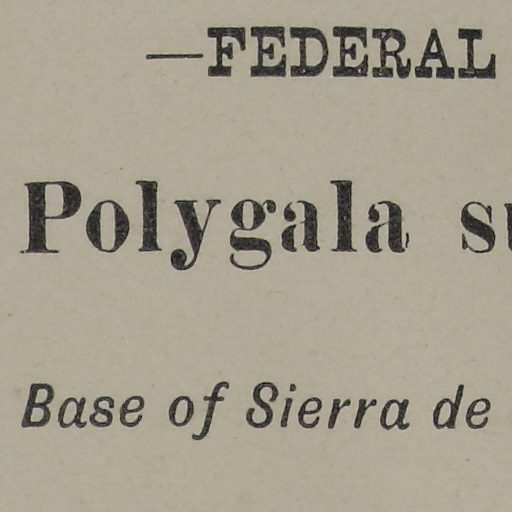 —FEDERAL
Polygala
Base of Sierra de